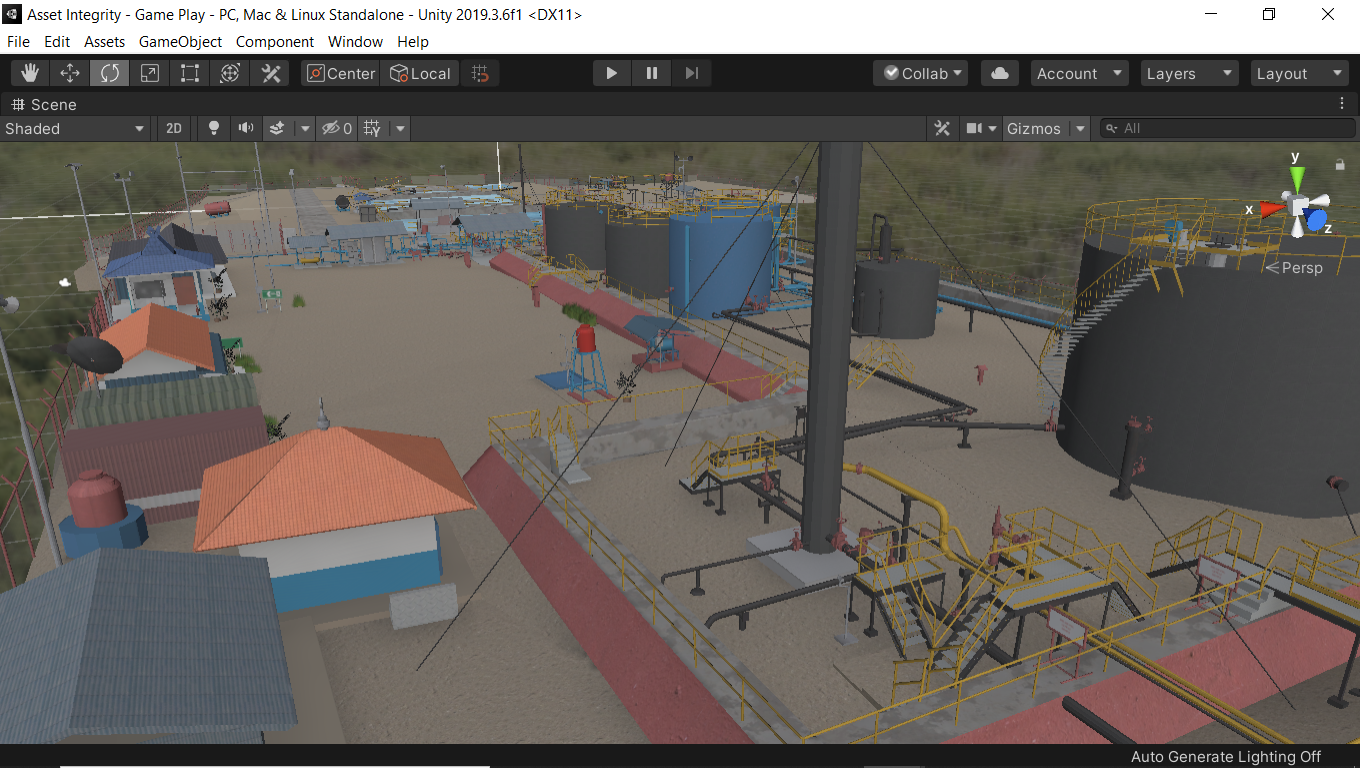 Asset Integrity - Game Play - PC, Mac & Linux Standalone - Unity 2019.3.6f1 <DX11>
File Edit Assets GameObject Component Window Help
Center Local Collab Account Layers Layout
Scene
Shaded 2D 0 Gizmos All
y
x
z
Persp
Auto Generate Lighting Off